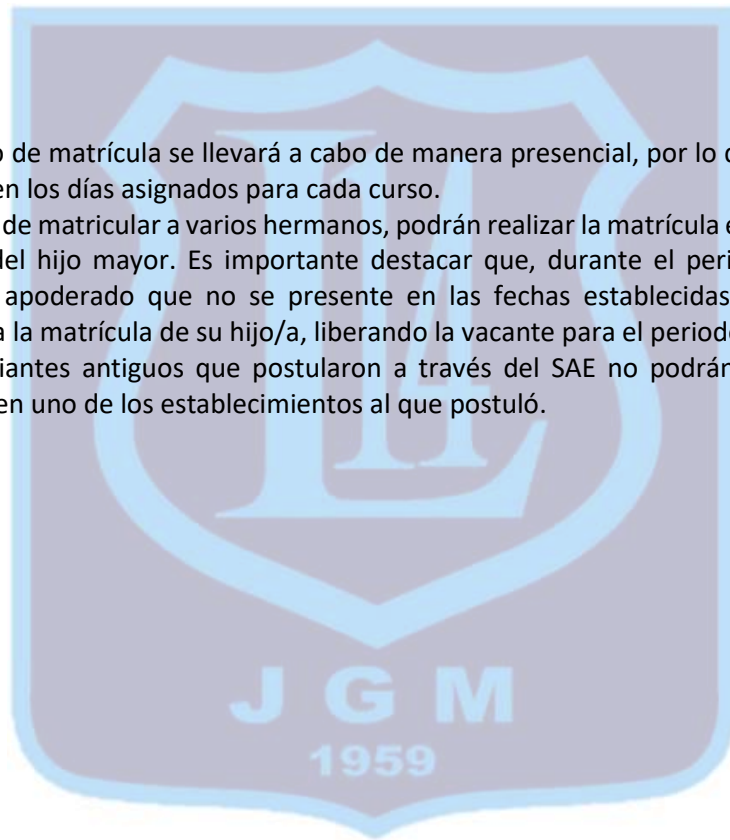 o de matrícula se llevará a cabo de manera presencial, por lo
en los días asignados para cada curso.
de matricular a varios hermanos, podrán realizar la matrícula
del hijo mayor. Es importante destacar que, durante el
apoderado que no se presente en las fechas establecidas
a la matrícula de su hijo/a, liberando la vacante para el
antiguos que postularon a través del SAE no podrán
en uno de los establecimientos al que postuló.
L14
J G M
1959